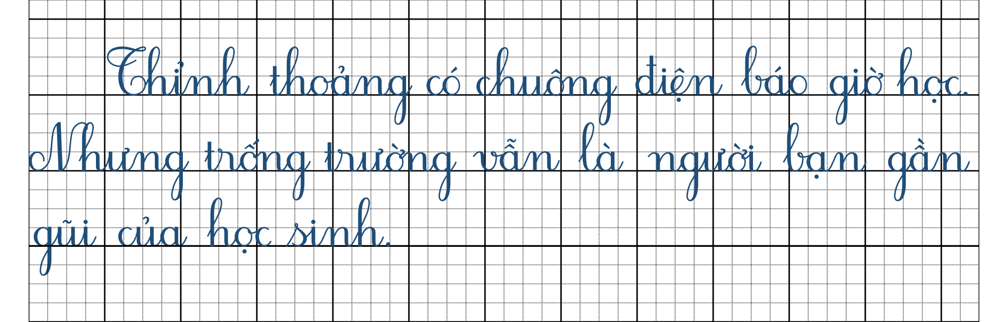 Thỉnh thoảng có chuông điện báo giờ học.
Nhưng trống trường vẫn là người bạn gần
gũi của học sinh.